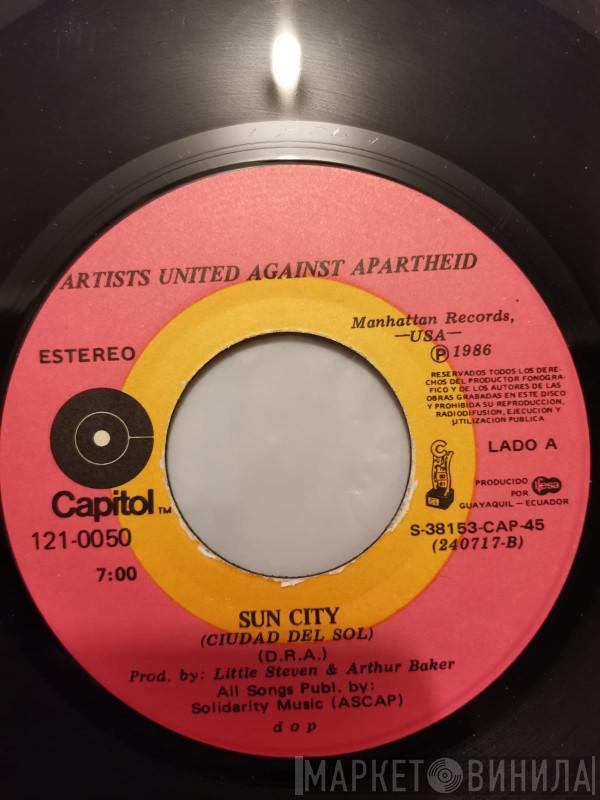 ARTISTS UNITED AGAINST APARTHEID
Manhattan Records,
—USA—
Ⓟ 1986
ESTEREO
RESERVADOS TODOS LOS DERE-
CHOS DEL PRODUCTOR FONOGRA-
FICO Y DE LOS AUTORES DE LAS
OBRAS GRABADAS EN ESTE DISCO
Y PROHIBIDA SU REPRODUCCION,
RADIODIFUSION, EJECUCION Y
UTILIZACION PUBLICA
LADO A
Capitol TM
PRODUCIDO
POR ifesa
GUAYAQUIL – ECUADOR
121-0050
S-38153-CAP-45
(240717-B)
7:00
SUN CITY
(CIUDAD DEL SOL)
(D.R.A.)
Prod. by: Little Steven & Arthur Baker
All Songs Publ. by:
Solidarity Music (ASCAP)
d o p
МАРКЕТ ВИНИЛА